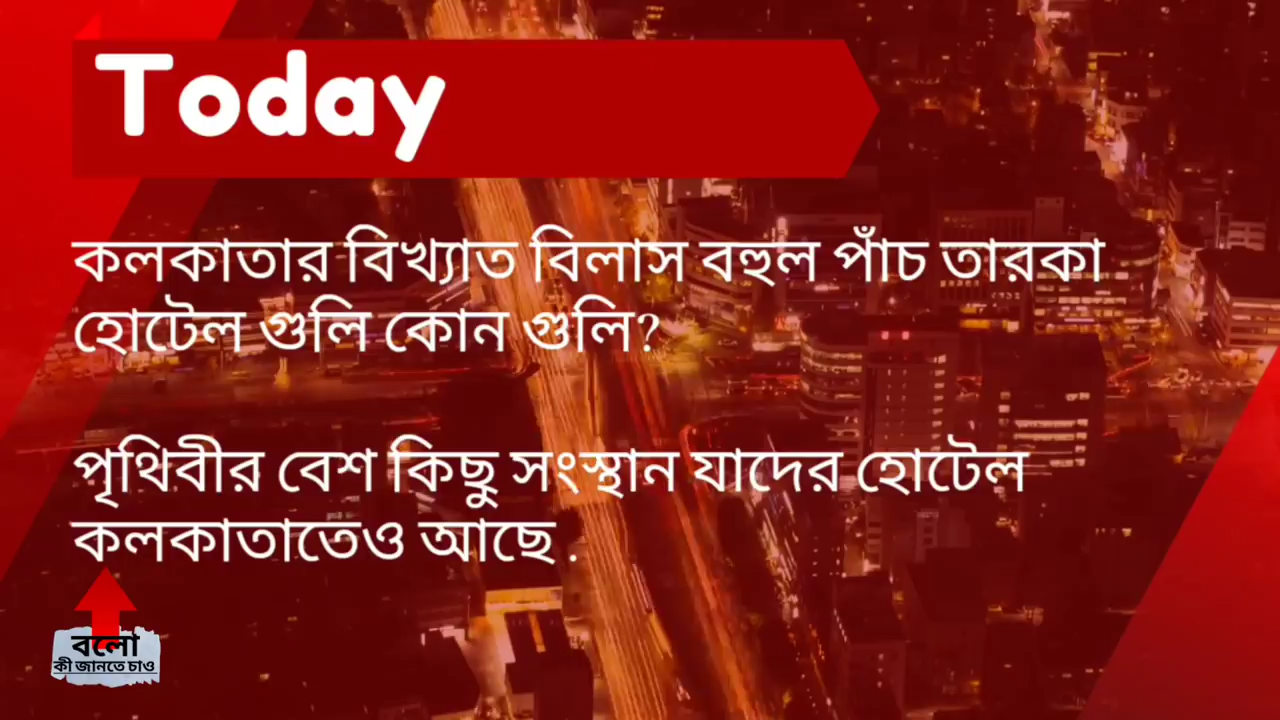 Today
কলকাতার বিখ্যাত বিলাস বহুল পাঁচ তারকা
হোটেল গুলি কোন গুলি?
পৃথিবীর বেশ কিছু সংস্থান যাদের হোটেল
কলকাতাতেও আছে .
বলো
কী জানতে চাও